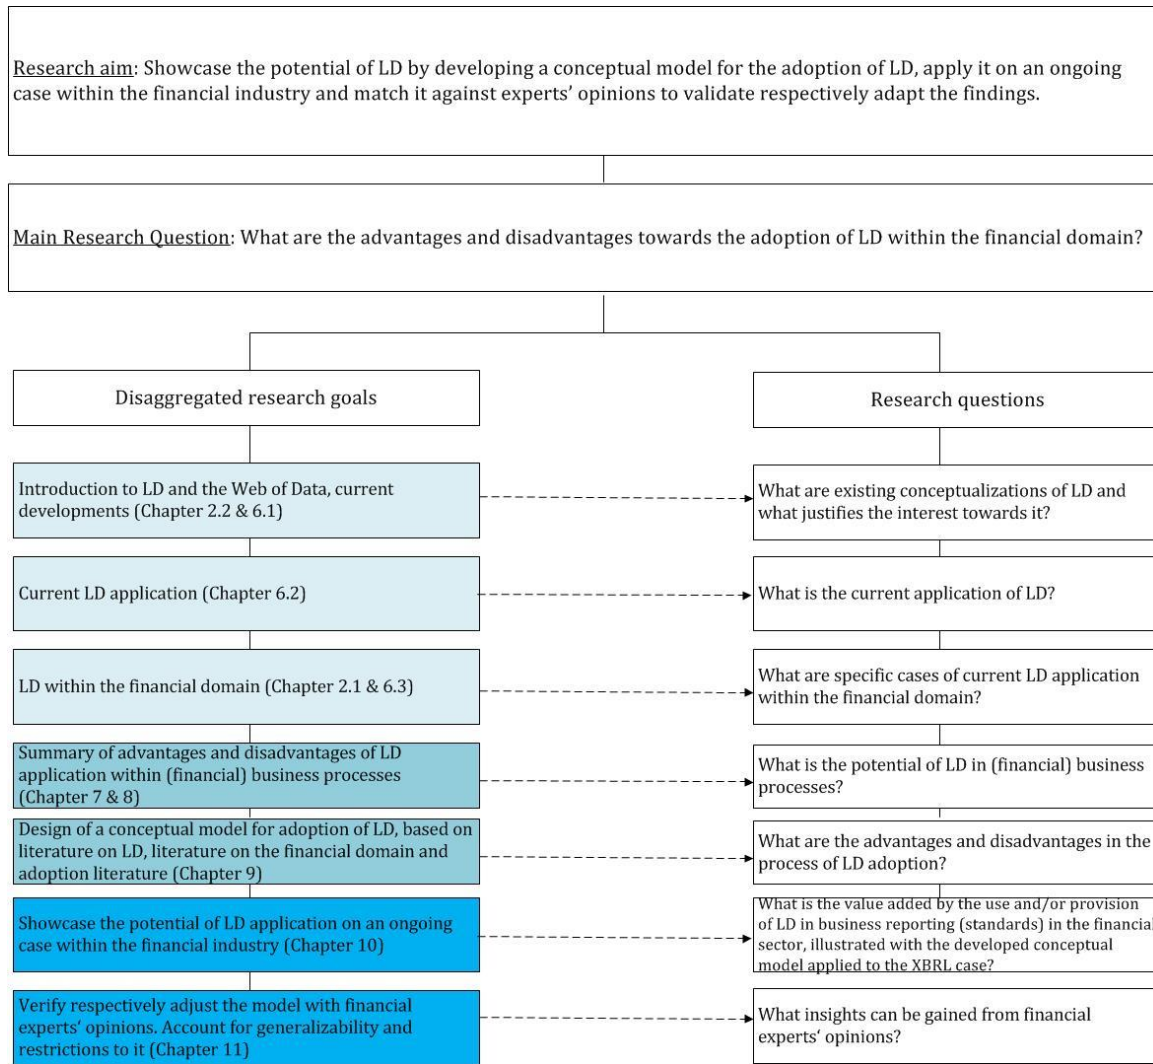 Research aim: Showcase the potential of LD by developing a conceptual model for the adoption of LD, apply it on an ongoing
case within the financial industry and match it against experts' opinions to validate respectively adapt the findings.
Main Research Question: What are the advantages and disadvantages towards the adoption of LD within the financial domain?
Disaggregated research goals
Research questions
Introduction to LD and the Web of Data, current
developments (Chapter 2.2 & 6.1)
What are existing conceptualizations of LD and
what justifies the interest towards it?
Current LD application (Chapter 6.2)
What is the current application of LD?
LD within the financial domain (Chapter 2.1 & 6.3)
What are specific cases of current LD application
within the financial domain?
Summary of advantages and disadvantages of LD
application within (financial) business processes
(Chapter 7 & 8)
What is the potential of LD in (financial) business
processes?
Design of a conceptual model for adoption of LD, based on
literature on LD, literature on the financial domain and
adoption literature (Chapter 9)
What are the advantages and disadvantages in the
process of LD adoption?
Showcase the potential of LD application on an ongoing
case within the financial industry (Chapter 10)
What is the value added by the use and/or provision
of LD in business reporting (standards) in the financial
sector, illustrated with the developed conceptual
model applied to the XBRL case?
Verify respectively adjust the model with financial
experts‘ opinions. Account for generalizability and
restrictions to it (Chapter 11)
What insights can be gained from financial
experts‘ opinions?